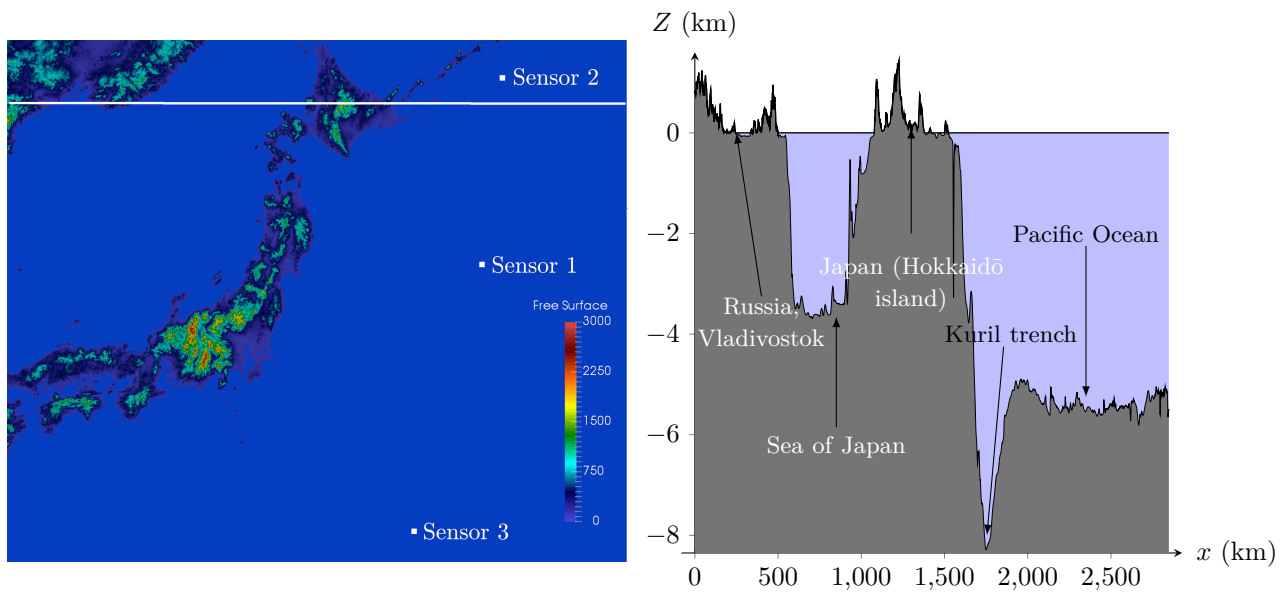 Sensor 2
Sensor 1
Free Surface
3000
2250
1500
750
0
Sensor 3
Z (km)
0
−2
−4
−6
−8
Pacific Ocean
Japan (Hokkaidō
island)
Russia,
Vladivostok
Kuril trench
Sea of Japan
0
500
1,000
1,500
2,000
2,500
x (km)